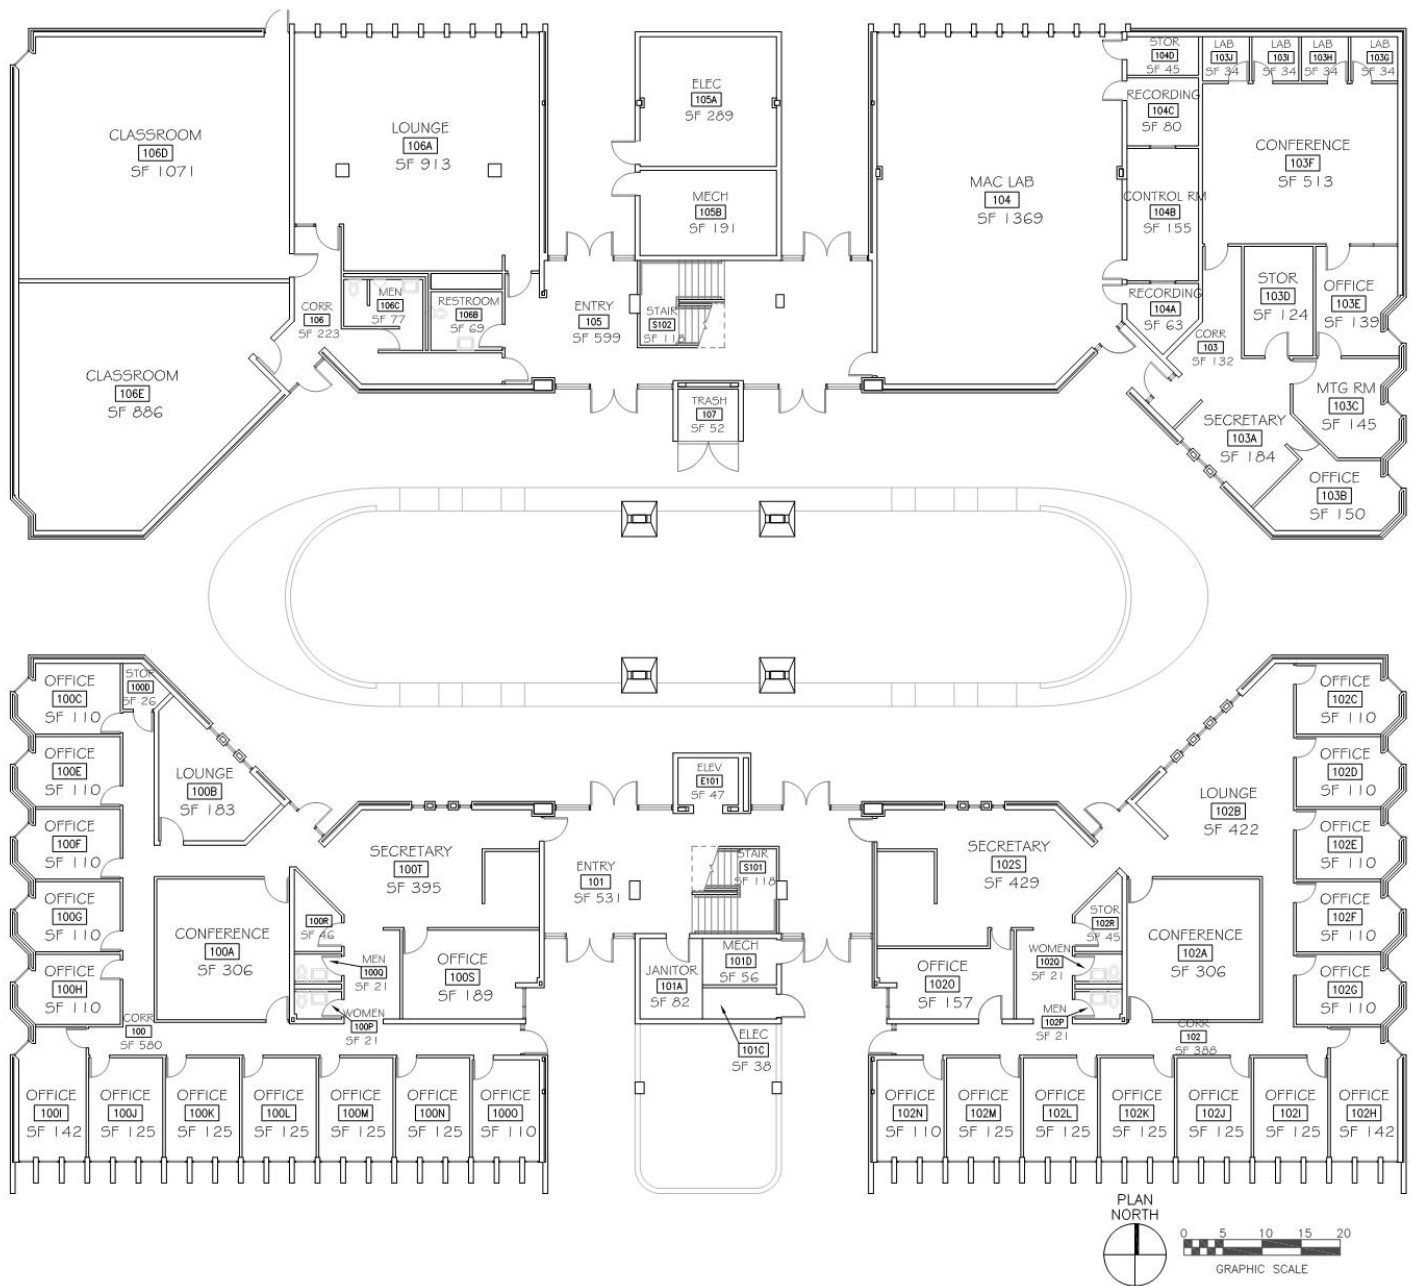 CLASSROOM
106D
SF 1071
LOUNGE
106A
SF 913
ELEC
105A
SF 289
MECH
105B
SF 191
MAC LAB
104
SF 1369
STOR
104D
SF 45
RECORDING
104C
SF 80
CONTROL RM
104B
SF 155
RECORDING
104A
SF 63
LAB
103J
SF 34
LAB
103I
SF 34
LAB
103H
SF 34
LAB
103G
SF 34
CONFERENCE
103F
SF 513
STOR
103D
SF 124
OFFICE
103E
SF 139
CORR
103
SF 132
MTG RM
103C
SF 145
SECRETARY
103A
SF 184
OFFICE
103B
SF 150
CLASSROOM
106E
SF 886
CORR
106
SF 223
MEN
106C
SF 77
RESTROOM
106B
SF 69
ENTRY
105
SF 599
STAIR
S102
SF 118
TRASH
107
SF 52
OFFICE
100C
SF 110
STOR
100D
SF 26
OFFICE
100E
SF 110
LOUNGE
100B
SF 183
OFFICE
100F
SF 110
OFFICE
100G
SF 110
OFFICE
100H
SF 110
CONFERENCE
100A
SF 306
SECRETARY
100T
SF 395
100R
SF 46
MEN
100Q
SF 21
WOMEN
100P
SF 21
OFFICE
100S
SF 189
CORR
100
SF 580
OFFICE
100I
SF 142
OFFICE
100J
SF 125
OFFICE
100K
SF 125
OFFICE
100L
SF 125
OFFICE
100M
SF 125
OFFICE
100N
SF 125
OFFICE
100O
SF 110
ELEV
E101
SF 47
ENTRY
101
SF 531
STAIR
S101
SF 118
JANITOR
101A
SF 82
MECH
101D
SF 56
ELEC
101C
SF 38
SECRETARY
102S
SF 429
LOUNGE
102B
SF 422
OFFICE
102C
SF 110
OFFICE
102D
SF 110
OFFICE
102E
SF 110
OFFICE
102F
SF 110
OFFICE
102G
SF 110
STOR
102R
SF 45
WOMEN
102Q
SF 21
MEN
102P
SF 21
OFFICE
102O
SF 157
CONFERENCE
102A
SF 306
CORR
102
SF 388
OFFICE
102N
SF 110
OFFICE
102M
SF 125
OFFICE
102L
SF 125
OFFICE
102K
SF 125
OFFICE
102J
SF 125
OFFICE
102I
SF 125
OFFICE
102H
SF 142
PLAN
NORTH
0 5 10 15 20
GRAPHIC SCALE